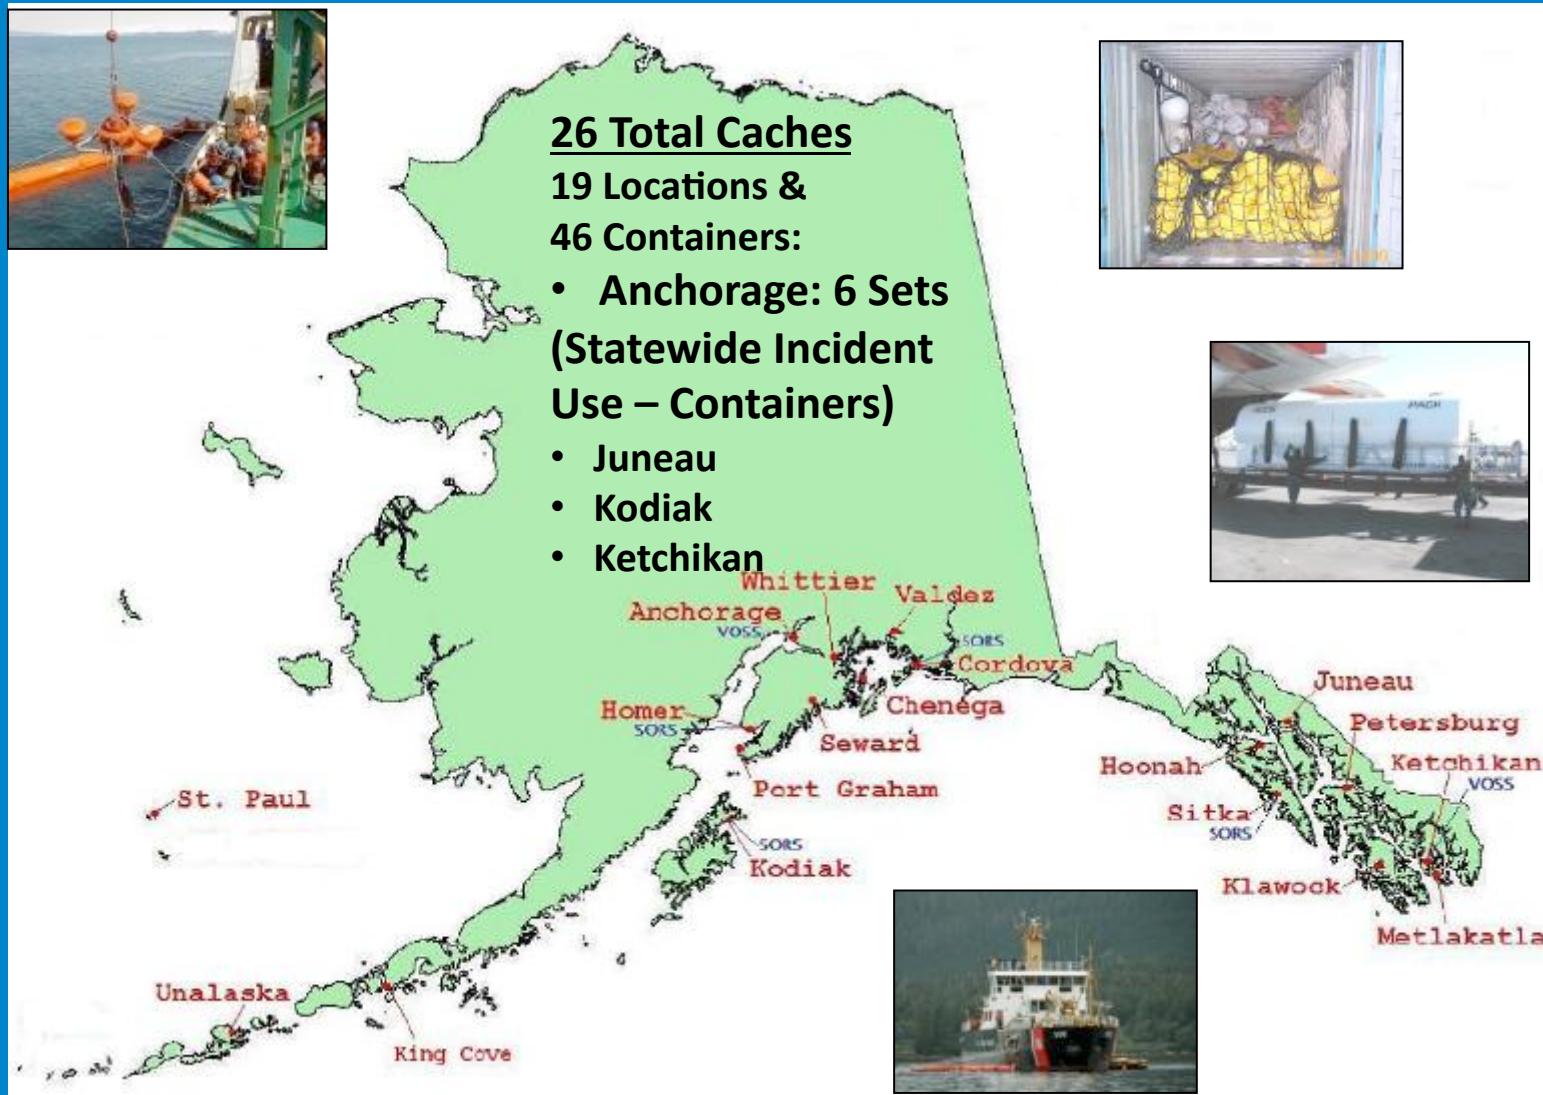 26 Total Caches
19 Locations &
46 Containers:
• Anchorage: 6 Sets
(Statewide Incident
Use – Containers)
• Juneau
• Kodiak
• Ketchikan
Whittier
Valdez
Anchorage
VOSS
SORS
Cordova
Chenega
Homer
SORS
Seward
Port Graham
St. Paul
SORS
Kodiak
Juneau
Petersburg
Hoonah
Ketchikan
VOSS
Sitka
SORS
Klawock
Metlakatla
Unalaska
King Cove